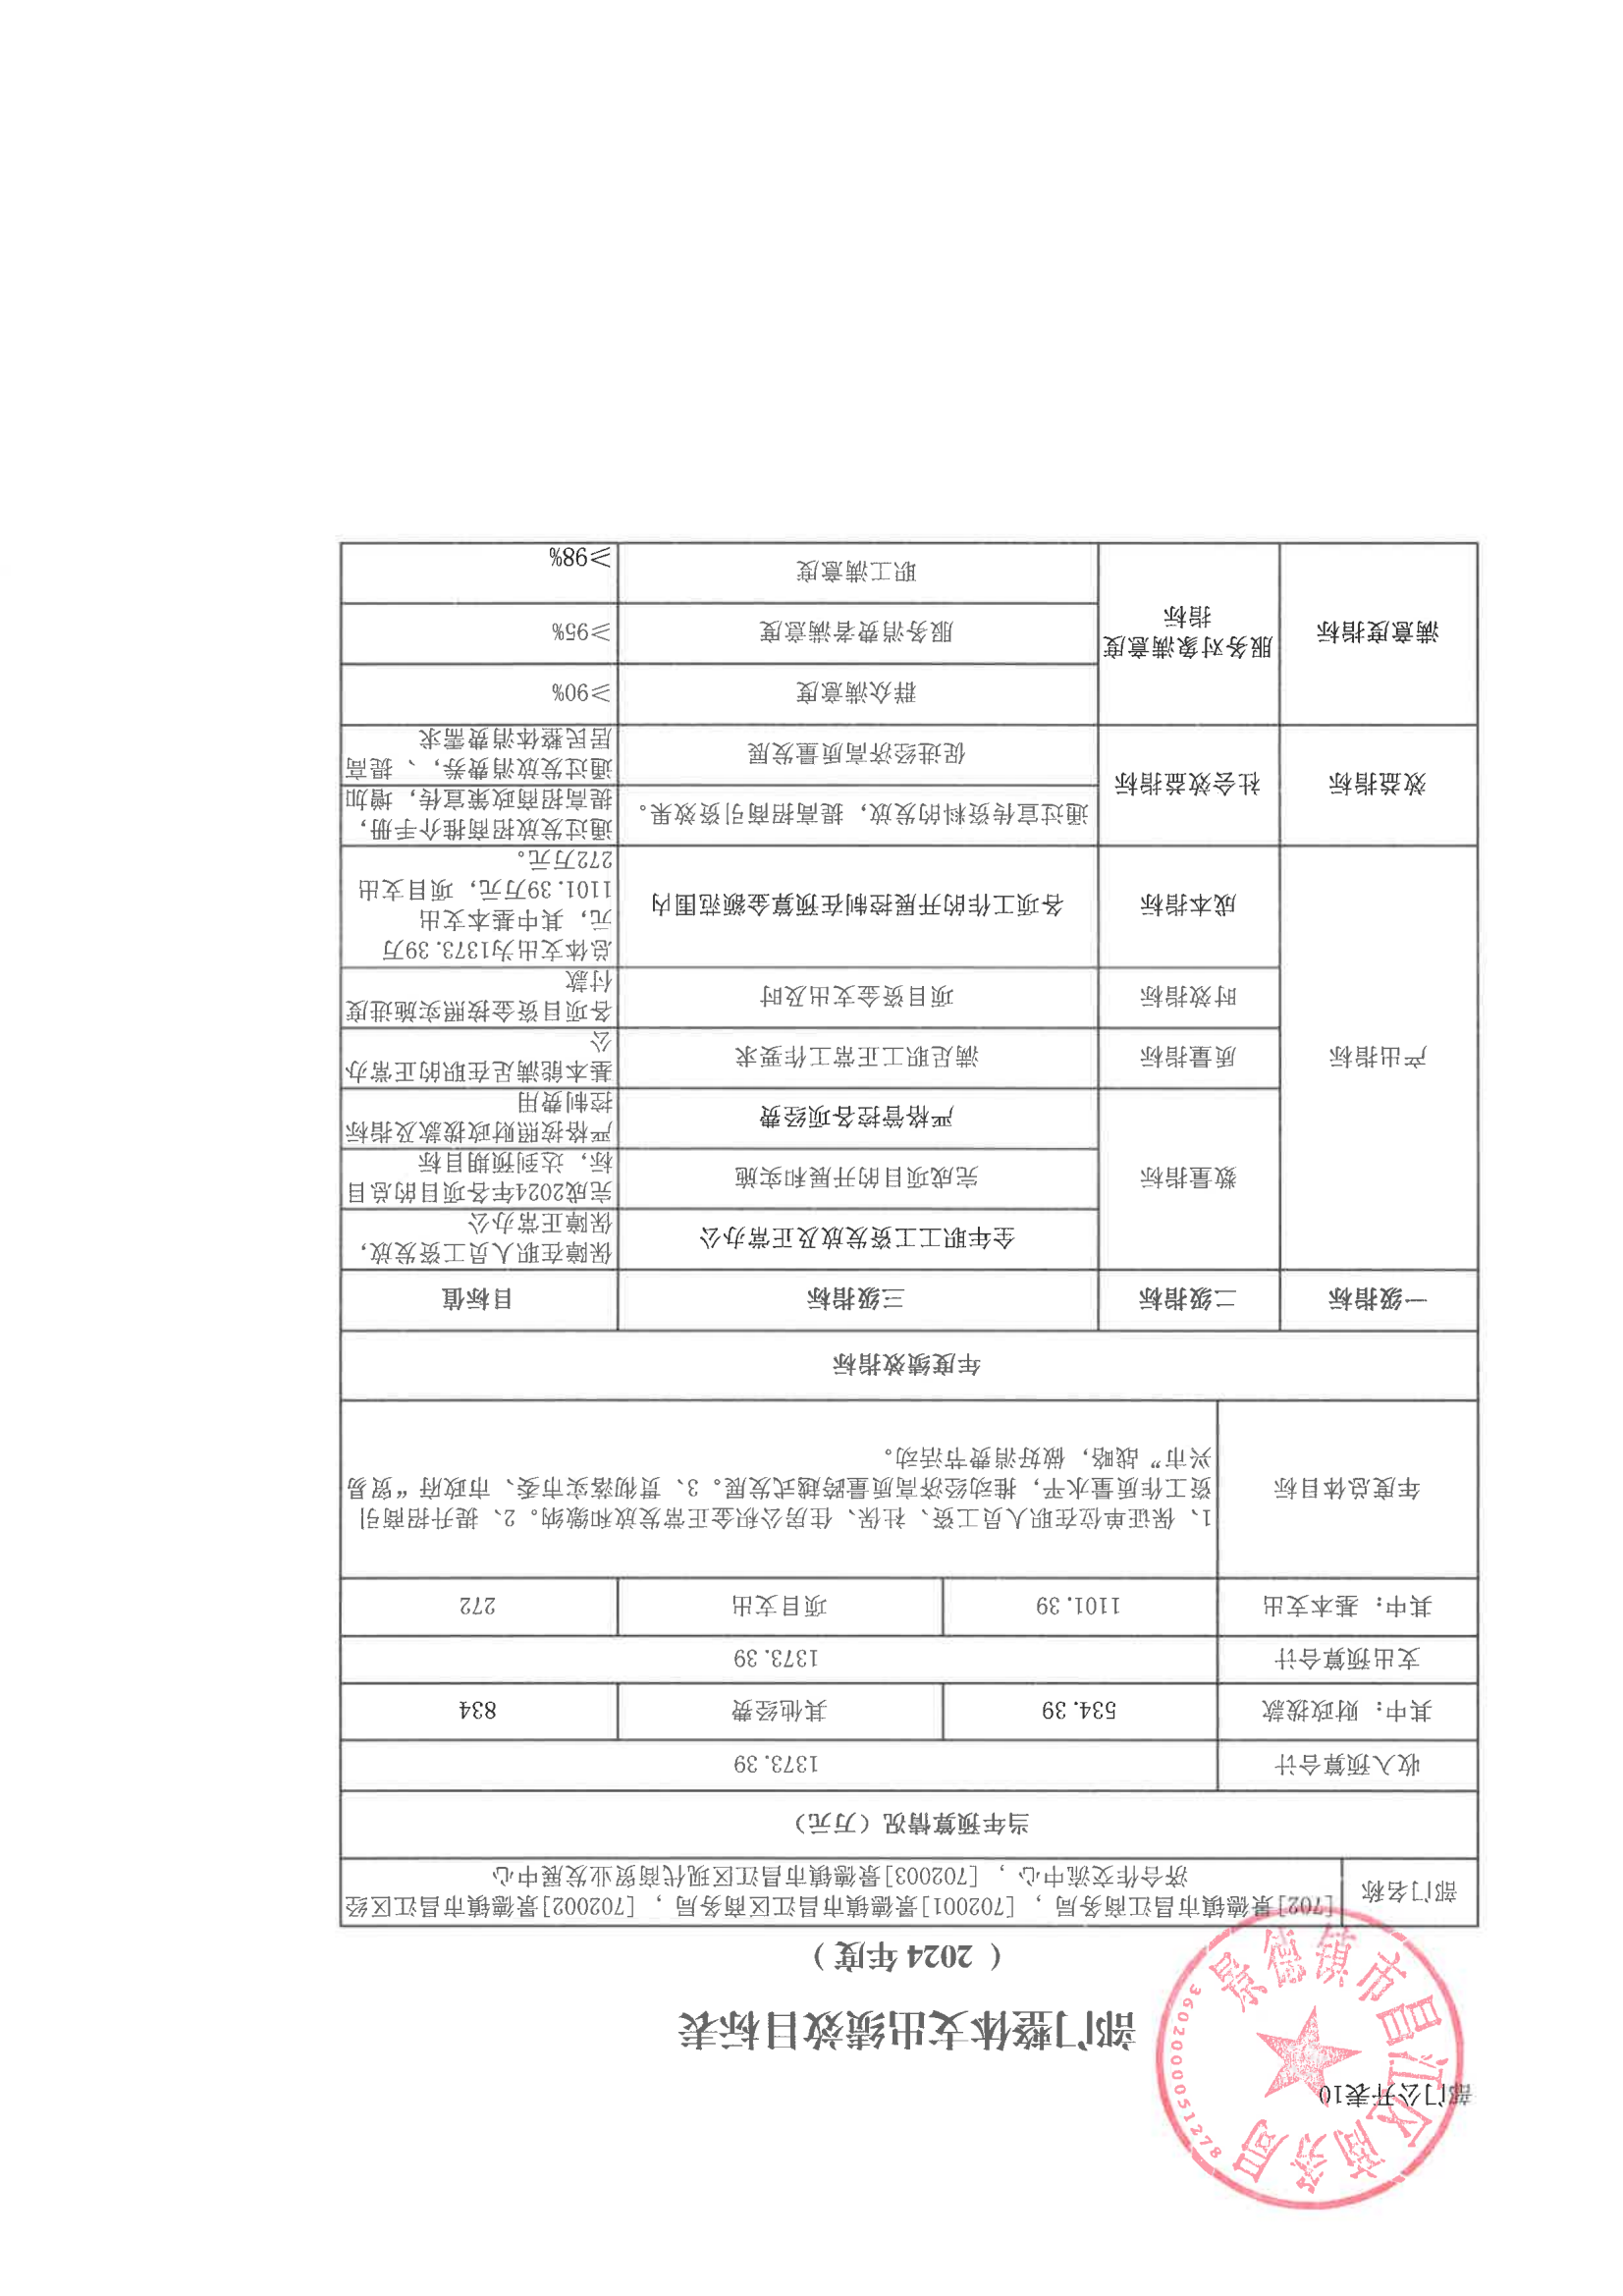 部门公开表10
部门整体支出绩效目标表
（ 2024 年度 ）
部门名称
[702]景德镇市昌江商务局 , [702001]景德镇市昌江区商务局 , [702002]景德镇市昌江区经
济合作交流中心 , [702003]景德镇市昌江区现代商贸业发展中心
当年预算情况（万元）
收入预算合计 1373.39
其中：财政拨款 534.39 其他经费 834
支出预算合计 1373.39
其中：基本支出 1101.39 项目支出 272
年度总体目标
1、保证单位在职人员工资、社保、住房公积金正常发放和缴纳。2、提升招商引
资工作质量水平，推动经济高质量跨越式发展。3、贯彻落实市委、市政府“贸易
兴市”战略，做好消费节活动。
年度绩效指标
一级指标 二级指标 三级指标 目标值
产出指标
数量指标
全年职工工资发放及正常办公
保障在职人员工资发放，
保障正常办公
完成项目的开展和实施
完成2024年各项目的总目
标，达到预期目标
严格管控各项经费
严格按照财政拨款及指标
控制费用
质量指标
满足职工正常工作要求
基本能满足在职的正常办
公
时效指标
项目资金支出及时
各项目资金按照实施进度
付款
成本指标
各项工作的开展控制在预算金额范围内
总体支出为1373.39万
元，其中基本支出
1101.39万元，项目支出
272万元。
效益指标
社会效益指标
通过宣传资料的发放，提高招商引资效果。
通过发放招商推介手册，
提高招商政策宣传，增加
促进经济高质量发展
通过发放消费券，、提高
居民整体消费需求
满意度指标
服务对象满意度
指标
群众满意度 ≥90%
服务消费者满意度 ≥95%
职工满意度 ≥98%
景德镇市昌江区商务局
3602000051278